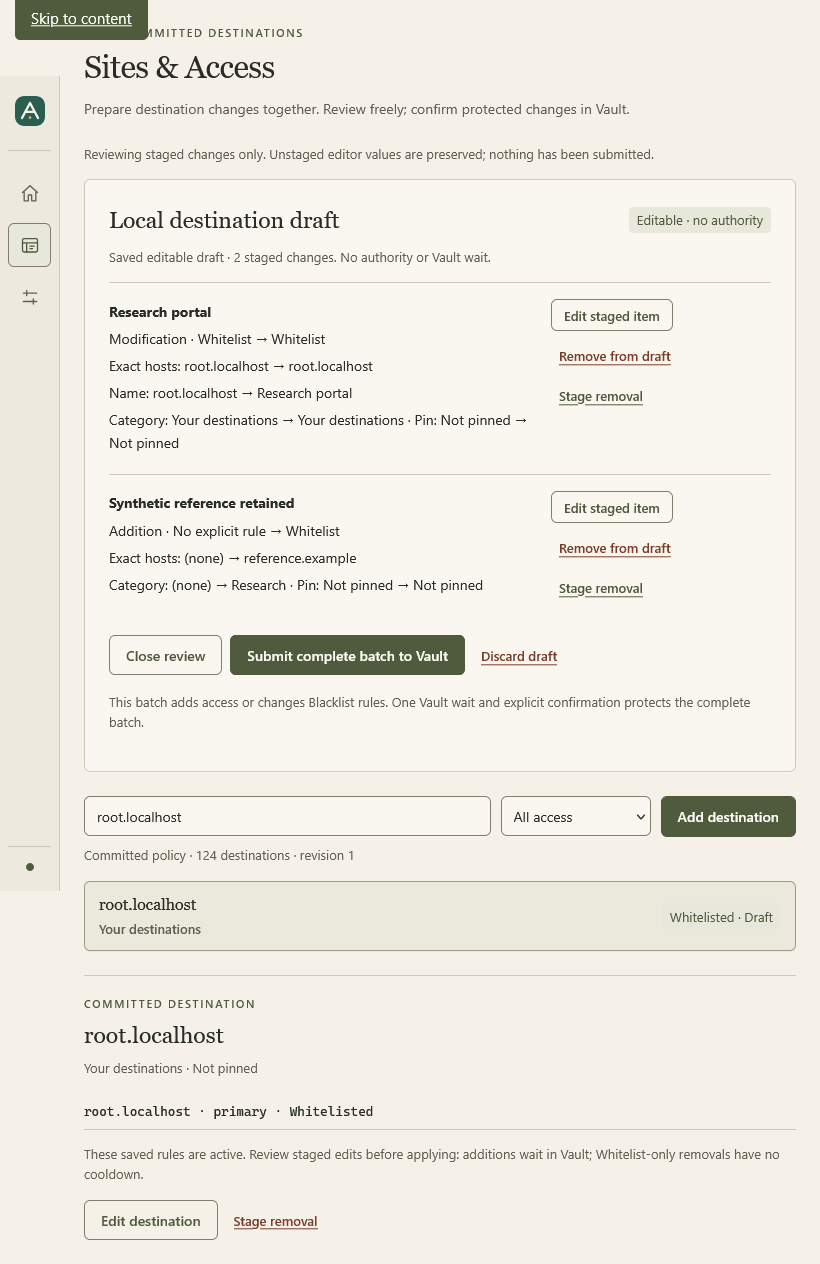 Skip to content
MMITTED DESTINATIONS
Sites & Access
Prepare destination changes together. Review freely; confirm protected changes in Vault.
Reviewing staged changes only. Unstaged editor values are preserved; nothing has been submitted.
Local destination draft
Editable · no authority
Saved editable draft · 2 staged changes. No authority or Vault wait.
Research portal
Edit staged item
Modification · Whitelist → Whitelist
Remove from draft
Exact hosts: root.localhost → root.localhost
Name: root.localhost → Research portal
Stage removal
Category: Your destinations → Your destinations · Pin: Not pinned →
Not pinned
Synthetic reference retained
Edit staged item
Addition · No explicit rule → Whitelist
Remove from draft
Exact hosts: (none) → reference.example
Category: (none) → Research · Pin: Not pinned → Not pinned
Stage removal
Close review
Submit complete batch to Vault
Discard draft
This batch adds access or changes Blacklist rules. One Vault wait and explicit confirmation protects the complete
batch.
root.localhost
All access
Add destination
Committed policy · 124 destinations · revision 1
root.localhost
Your destinations
Whitelisted · Draft
COMMITTED DESTINATION
root.localhost
Your destinations · Not pinned
root.localhost · primary · Whitelisted
These saved rules are active. Review staged edits before applying: additions wait in Vault; Whitelist-only removals have no
cooldown.
Edit destination
Stage removal